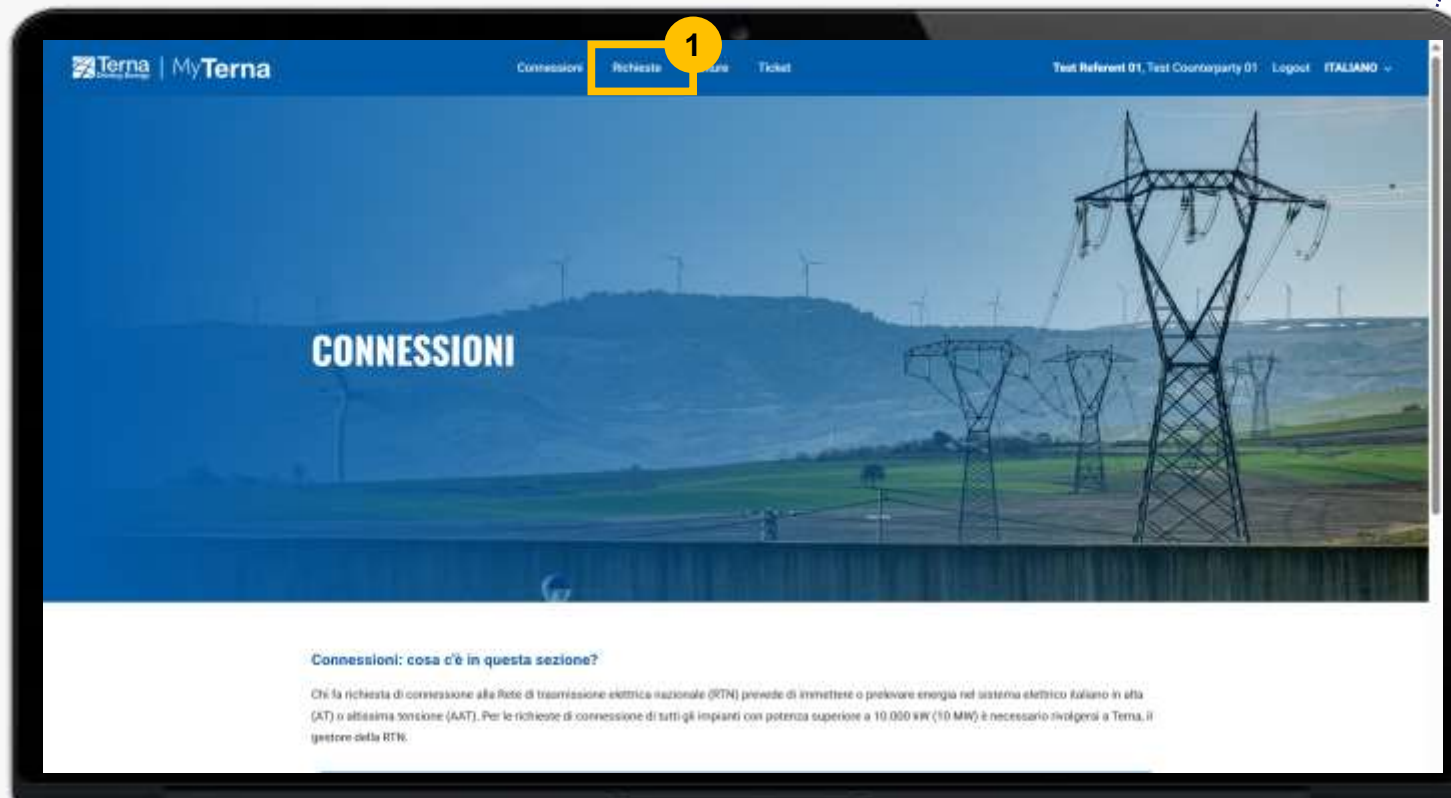 1
Terna | MyTerna
Driving Energy
Connessioni Richieste Ticket
Test Referent 01, Test Counterparty 01 Logout ITALIANO
CONNESSIONI
Connessioni: cosa c'è in questa sezione?
Chi fa richiesta di connessione alla Rete di trasmissione elettrica nazionale (RTN) prevede di immettere o prelevare energia nel sistema elettrico italiano in alta
(AT) o altissima tensione (AAT). Per le richieste di connessione di tutti gli impianti con potenza superiore a 10.000 kW (10 MW) è necessario rivolgersi a Terna, il
gestore della RTN.